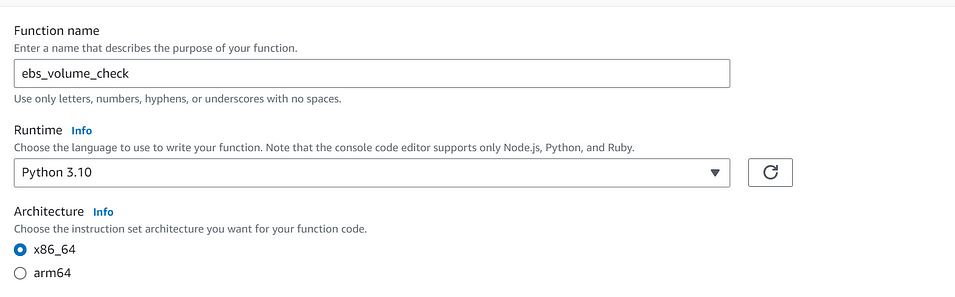 Function name
Enter a name that describes the purpose of your function.
ebs_volume_check
Use only letters, numbers, hyphens, or underscores with no spaces.
Runtime Info
Choose the language to use to write your function. Note that the console code editor supports only Node.js, Python, and Ruby.
Python 3.10
Architecture Info
Choose the instruction set architecture you want for your function code.
x86_64
arm64